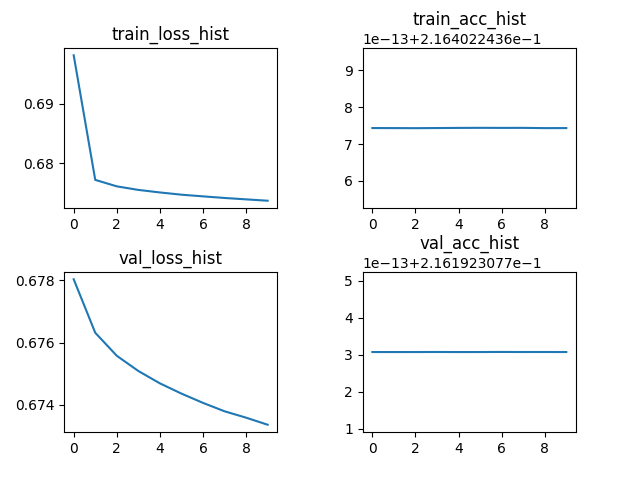 train_loss_hist
0.69
0.68
0 2 4 6 8
train_acc_hist
1e−13+2.164022436e−1
9
8
7
6
0 2 4 6 8
val_loss_hist
0.678
0.676
0.674
0 2 4 6 8
val_acc_hist
1e−13+2.161923077e−1
5
4
3
2
1
0 2 4 6 8